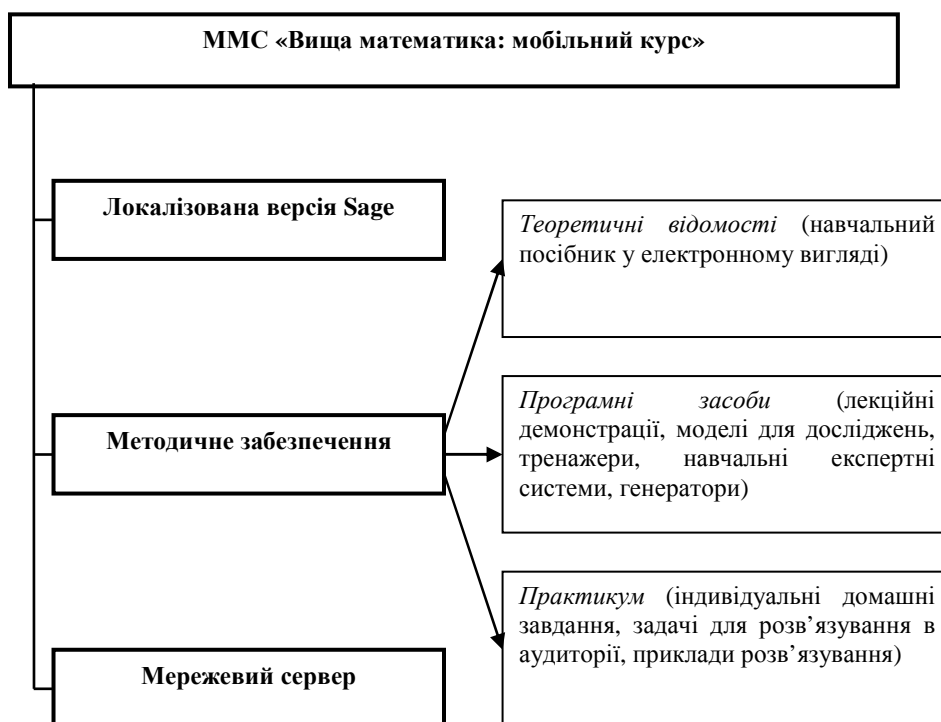 ММС «Вища математика: мобільний курс»
Локалізована версія Sage
Теоретичні відомості (навчальний
посібник у електронному вигляді)
Методичне забезпечення
Програмні засоби (лекційні
демонстрації, моделі для досліджень,
тренажери, навчальні експертні
системи, генератори)
Практикум (індивідуальні домашні
завдання, задачі для розв’язування в
аудиторії, приклади розв’язування)
Мережевий сервер